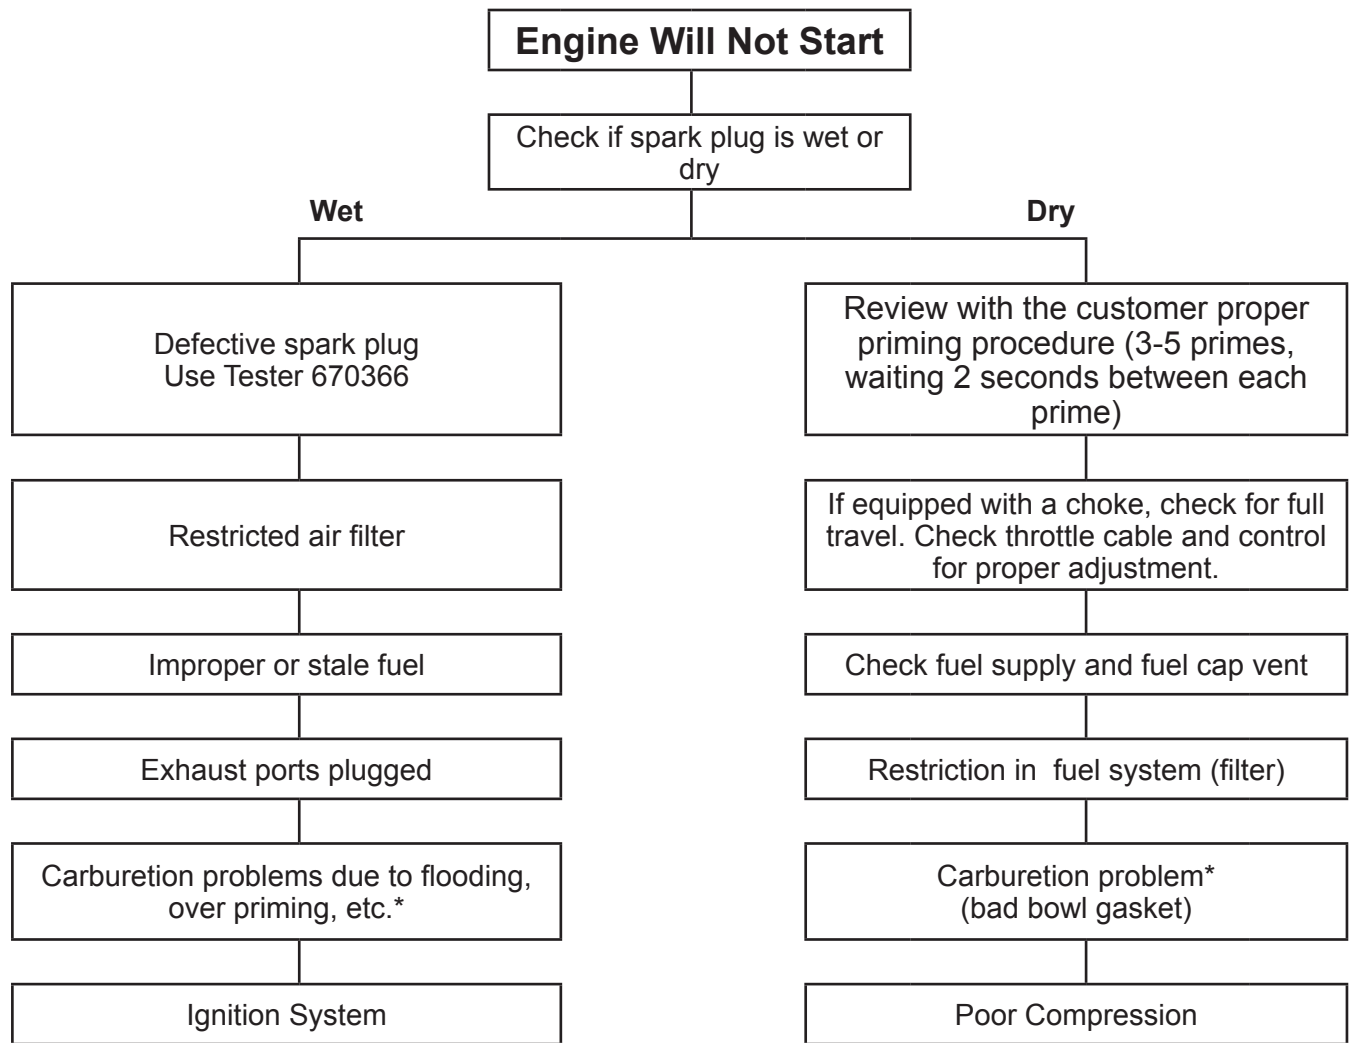 Engine Will Not Start
Check if spark plug is wet or
dry
Wet
Dry
Defective spark plug
Use Tester 670366
Review with the customer proper
priming procedure (3-5 primes,
waiting 2 seconds between each
prime)
Restricted air filter
If equipped with a choke, check for full
travel. Check throttle cable and control
for proper adjustment.
Improper or stale fuel
Check fuel supply and fuel cap vent
Exhaust ports plugged
Restriction in  fuel system (filter)
Carburetion problems due to flooding,
over priming, etc.*
Carburetion problem*
(bad bowl gasket)
Ignition System
Poor Compression